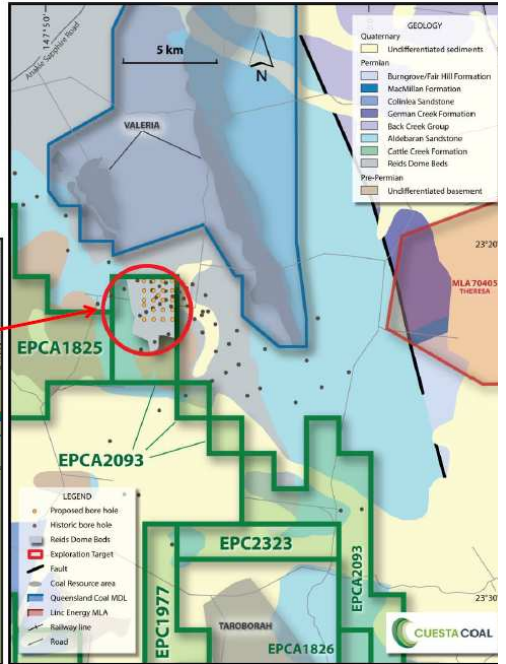 147°50'
Anakie Sapphire Road
5 km
N
VALERIA
GEOLOGY
Quaternary
Undifferentiated sediments
Permian
Burngrove/Fair Hill Formation
MacMillan Formation
Colinlea Sandstone
German Creek Formation
Back Creek Group
Aldebaran Sandstone
Cattle Creek Formation
Reids Dome Beds
Pre-Permian
Undifferentiated basement
23°20'
MLA 70405
THERESA
EPCA1825
EPCA2093
LEGEND
Proposed bore hole
Historic bore hole
Reids Dome Beds
Exploration Target
Fault
Coal Resource area
Queensland Coal MDL
Linc Energy MLA
Railway line
Road
EPC2323
EPC1977
EPCA2093
TAROBORAH
EPCA1826
23°30'
CUESTA COAL